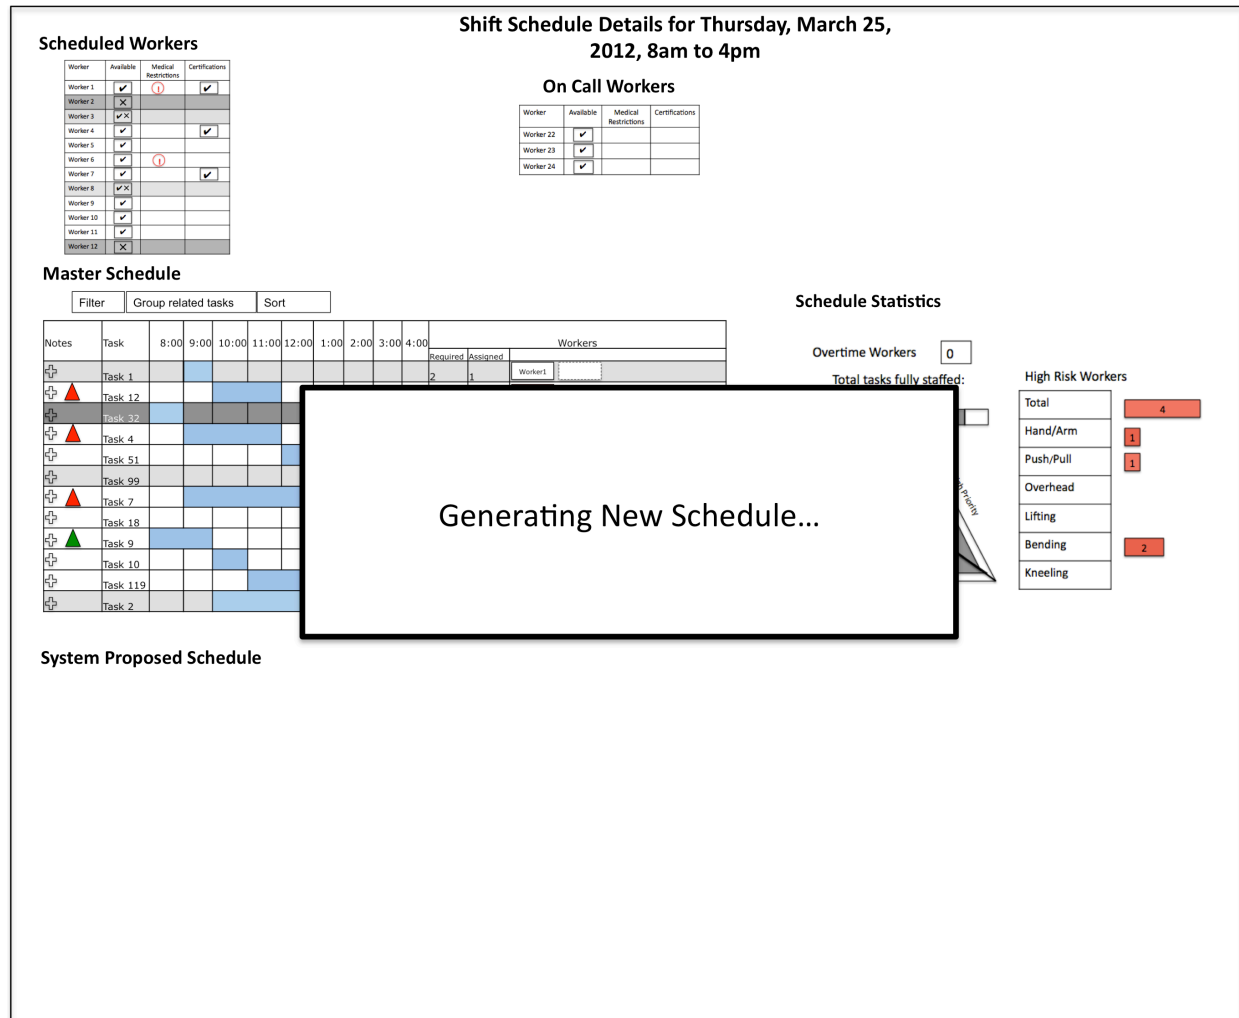 Shift Schedule Details for Thursday, March 25,
2012, 8am to 4pm
Scheduled Workers
Worker Available Medical Restrictions Certifications
Worker 1
Worker 2
Worker 3
Worker 4
Worker 5
Worker 6
Worker 7
Worker 8
Worker 9
Worker 10
Worker 11
Worker 12
On Call Workers
Worker Available Medical Restrictions Certifications
Worker 22
Worker 23
Worker 24
Master Schedule
Filter Group related tasks Sort
Notes Task 8:00 9:00 10:00 11:00 12:00 1:00 2:00 3:00 4:00 Workers
Required Assigned
Task 1 2 1 Worker1
Task 12
Task 32
Task 4
Task 51
Task 99
Task 7
Task 18
Task 9
Task 10
Task 119
Task 2
Generating New Schedule...
Schedule Statistics
Overtime Workers 0
Total tasks fully staffed:
Priority
High Risk Workers
Total 4
Hand/Arm 1
Push/Pull 1
Overhead
Lifting
Bending 2
Kneeling
System Proposed Schedule